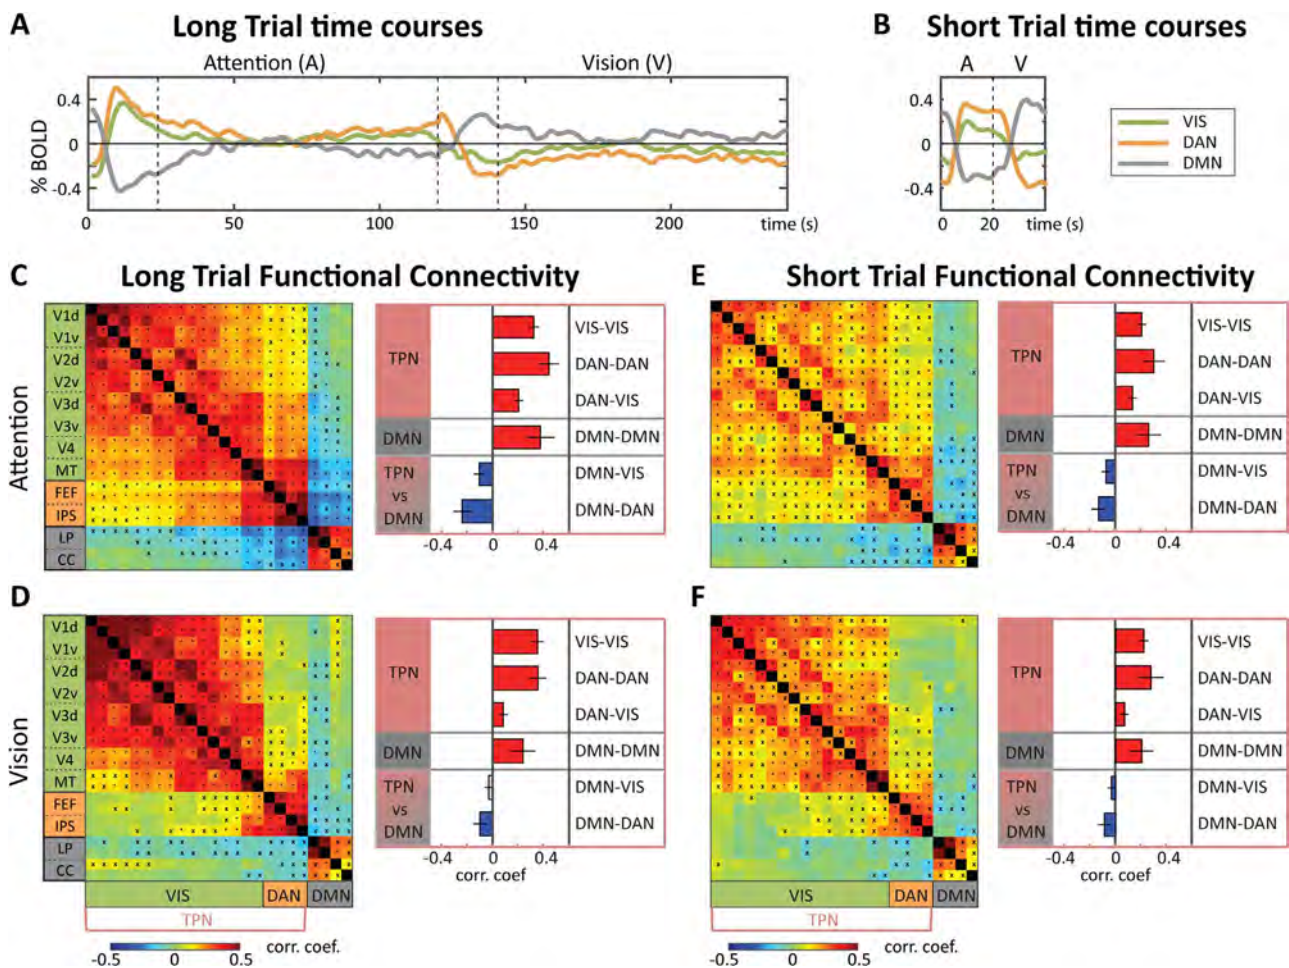 A Long Trial time courses
B Short Trial time courses
Attention (A) Vision (V)
A V
% BOLD
0.4
0
-0.4
0 50 100 150 200 time (s)
0.4
0
-0.4
0 20 time (s)
VIS
DAN
DMN
C Long Trial Functional Connectivity
Attention
V1d
V1v
V2d
V2v
V3d
V3v
V4
MT
FEF
IPS
LP
CC
TPN
DMN
TPN
vs
DMN
VIS-VIS
DAN-DAN
DAN-VIS
DMN-DMN
DMN-VIS
DMN-DAN
-0.4 0 0.4
E Short Trial Functional Connectivity
TPN
DMN
TPN
vs
DMN
VIS-VIS
DAN-DAN
DAN-VIS
DMN-DMN
DMN-VIS
DMN-DAN
-0.4 0 0.4
D
Vision
V1d
V1v
V2d
V2v
V3d
V3v
V4
MT
FEF
IPS
LP
CC
VIS DAN DMN
TPN
-0.5 0 0.5 corr. coef.
TPN
DMN
TPN
vs
DMN
VIS-VIS
DAN-DAN
DAN-VIS
DMN-DMN
DMN-VIS
DMN-DAN
-0.4 0 0.4
corr. coef
F
VIS DAN DMN
TPN
-0.5 0 0.5 corr. coef.
TPN
DMN
TPN
vs
DMN
VIS-VIS
DAN-DAN
DAN-VIS
DMN-DMN
DMN-VIS
DMN-DAN
-0.4 0 0.4
corr. coef